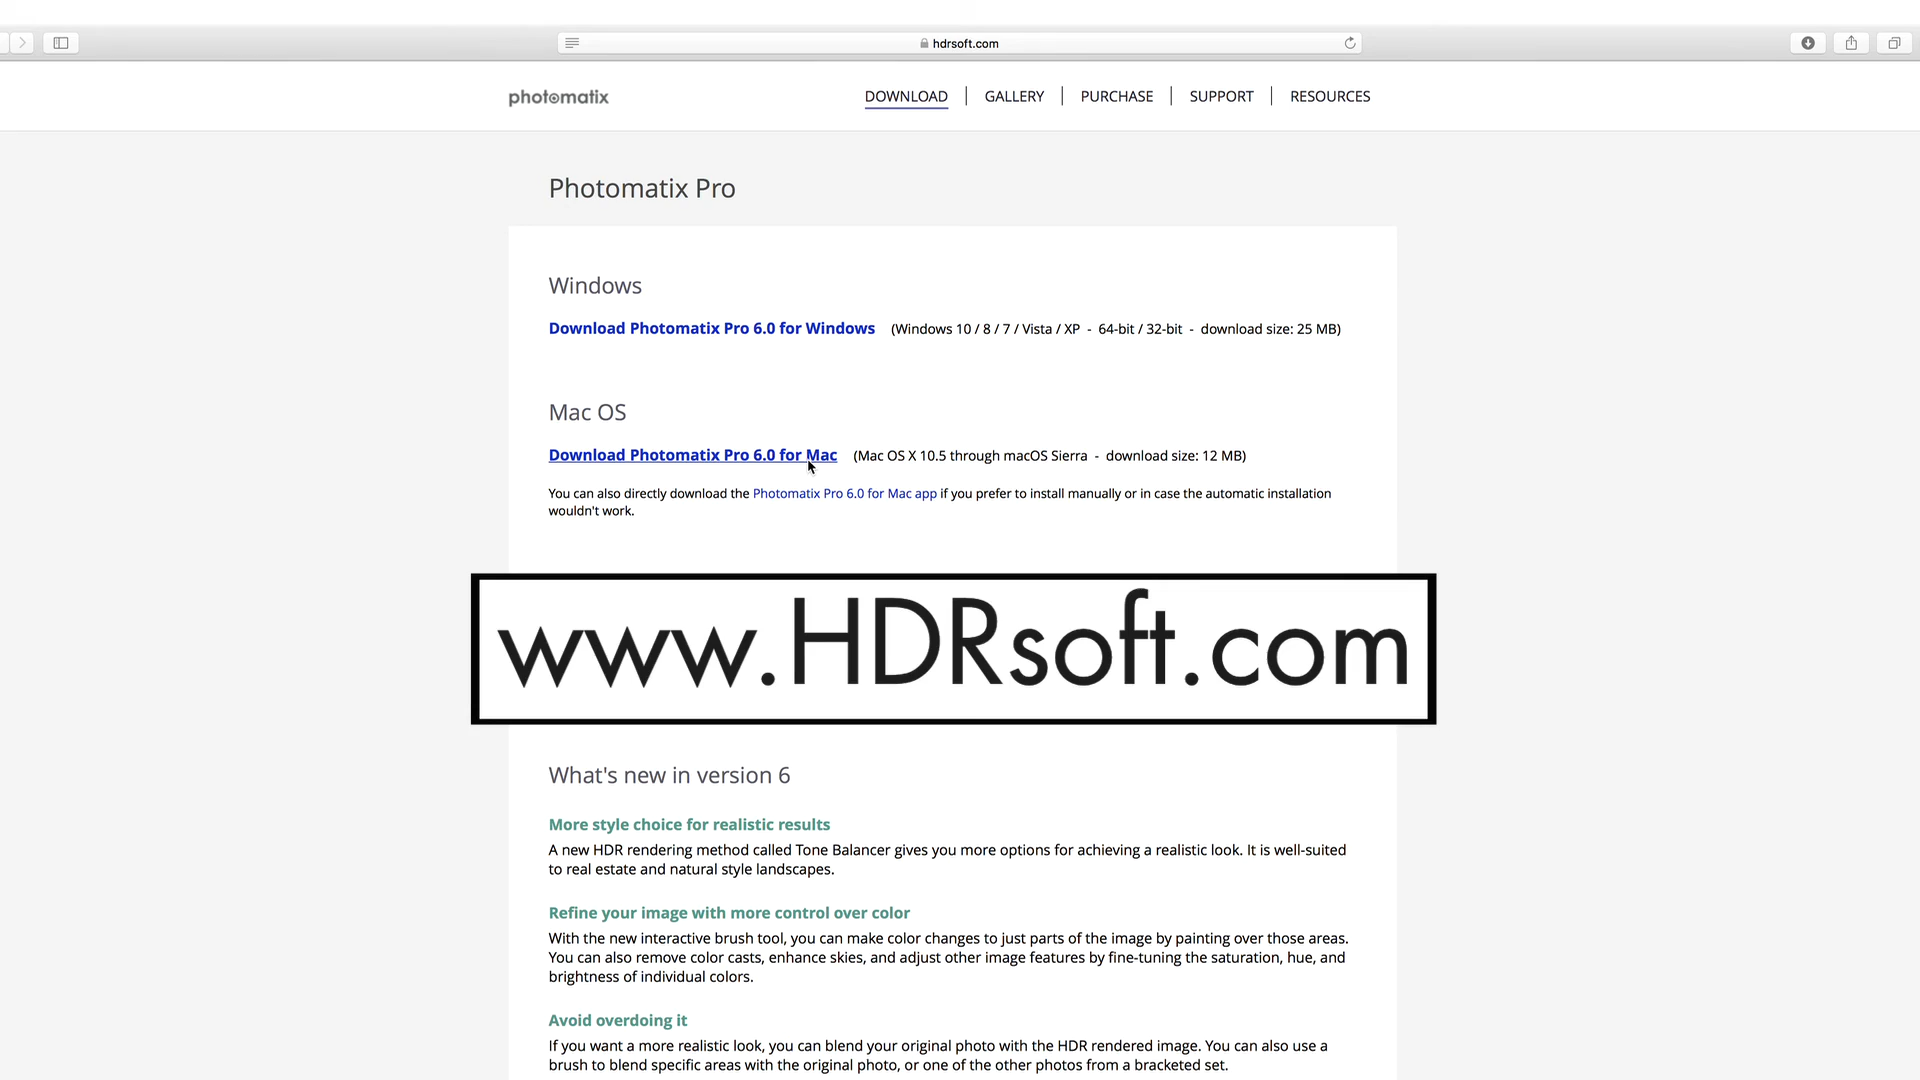 hdrsoft.com
photomatix
DOWNLOAD | GALLERY | PURCHASE | SUPPORT | RESOURCES
Photomatix Pro
Windows
Download Photomatix Pro 6.0 for Windows (Windows 10 / 8 / 7 / Vista / XP - 64-bit / 32-bit - download size: 25 MB)
Mac OS
Download Photomatix Pro 6.0 for Mac (Mac OS X 10.5 through macOS Sierra - download size: 12 MB)
You can also directly download the Photomatix Pro 6.0 for Mac app if you prefer to install manually or in case the automatic installation
wouldn't work.
www.HDRsoft.com
What's new in version 6
More style choice for realistic results
A new HDR rendering method called Tone Balancer gives you more options for achieving a realistic look. It is well-suited
to real estate and natural style landscapes.
Refine your image with more control over color
With the new interactive brush tool, you can make color changes to just parts of the image by painting over those areas.
You can also remove color casts, enhance skies, and adjust other image features by fine-tuning the saturation, hue, and
brightness of individual colors.
Avoid overdoing it
If you want a more realistic look, you can blend your original photo with the HDR rendered image. You can also use a
brush to blend specific areas with the original photo, or one of the other photos from a bracketed set.